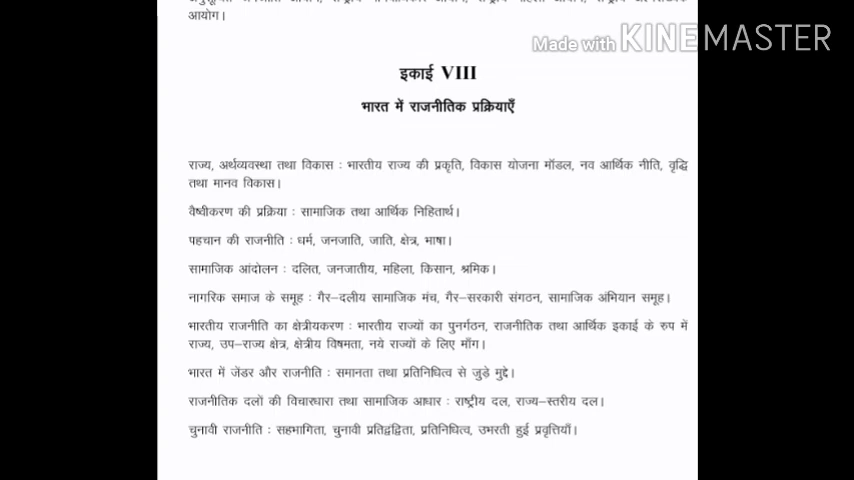 आयोग।
Made with KINEMASTER
इकाई VIII
भारत में राजनीतिक प्रक्रियाएँ
राज्य, अर्थव्यवस्था तथा विकास : भारतीय राज्य की प्रकृति, विकास योजना मॉडल, नव आर्थिक नीति, वृद्धि
तथा मानव विकास।
वैष्वीकरण की प्रक्रिया : सामाजिक तथा आर्थिक निहितार्थ।
पहचान की राजनीति : धर्म, जनजाति, जाति, क्षेत्र, भाषा।
सामाजिक आंदोलन : दलित, जनजातीय, महिला, किसान, श्रमिक।
नागरिक समाज के समूह : गैर–दलीय सामाजिक मंच, गैर–सरकारी संगठन, सामाजिक अभियान समूह।
भारतीय राजनीति का क्षेत्रीयकरण : भारतीय राज्यों का पुनर्गठन, राजनीतिक तथा आर्थिक इकाई के रुप में
राज्य, उप–राज्य क्षेत्र, क्षेत्रीय विषमता, नये राज्यों के लिए माँग।
भारत में जेंडर और राजनीति : समानता तथा प्रतिनिधित्व से जुड़े मुद्दे।
राजनीतिक दलों की विचारधारा तथा सामाजिक आधार : राष्ट्रीय दल, राज्य–स्तरीय दल।
चुनावी राजनीति : सहभागिता, चुनावी प्रतिद्वंद्विता, प्रतिनिधित्व, उभरती हुई प्रवृत्तियाँ।